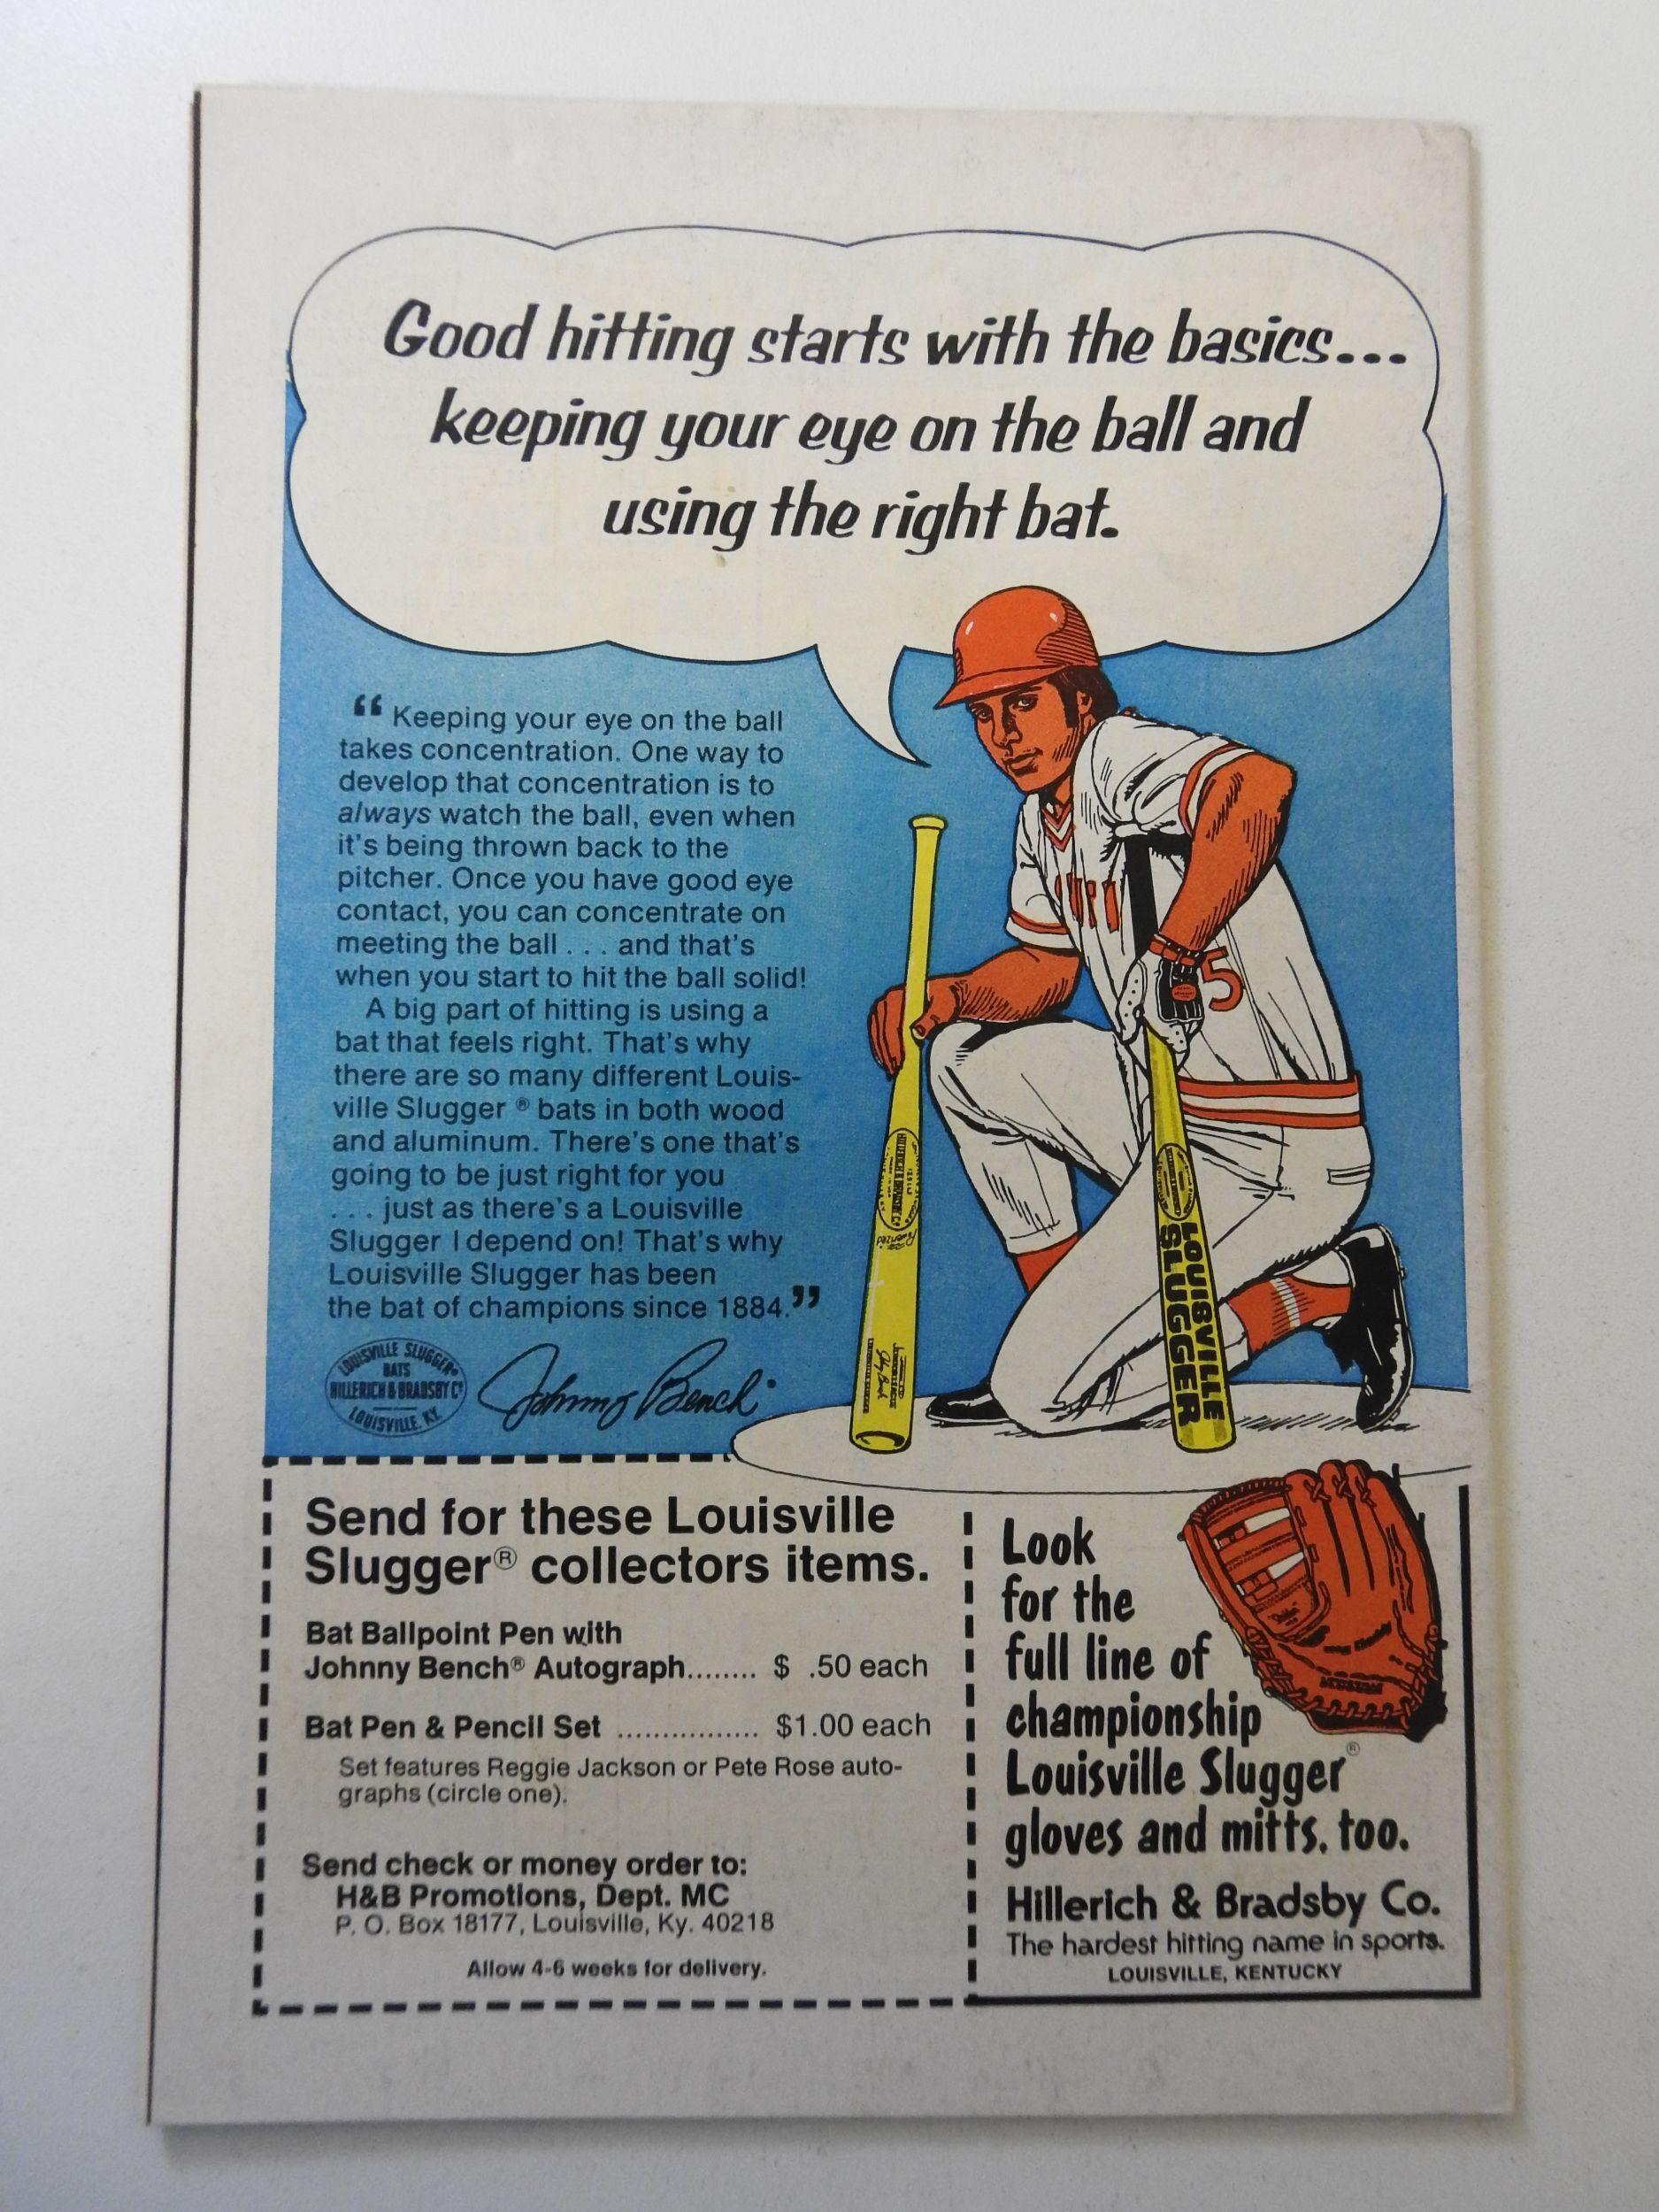 Good hitting starts with the basics...
keeping your eye on the ball and
using the right bat.
“Keeping your eye on the ball
takes concentration. One way to
develop that concentration is to
always watch the ball, even when
it's being thrown back to the
pitcher. Once you have good eye
contact, you can concentrate on
meeting the ball . . . and that's
when you start to hit the ball solid!
A big part of hitting is using a
bat that feels right. That's why
there are so many different Louis-
ville Slugger ® bats in both wood
and aluminum. There's one that's
going to be just right for you
. . . just as there's a Louisville
Slugger I depend on! That's why
Louisville Slugger has been
the bat of champions since 1884.”
LOUISVILLE SLUGGER®
BATS
HILLERICH & BRADSBY Co
LOUISVILLE. KY.
Johnny Bench
5
LOUISVILLE
SLUGGER
Send for these Louisville
Slugger® collectors items.
Bat Ballpoint Pen with
Johnny Bench® Autograph........ $ .50 each
Bat Pen & Pencil Set ................ $1.00 each
Set features Reggie Jackson or Pete Rose auto-
graphs (circle one).
Send check or money order to:
H&B Promotions, Dept. MC
P. O. Box 18177, Louisville, Ky. 40218
Allow 4-6 weeks for delivery.
Look
for the
full line of
championship
Louisville Slugger®
gloves and mitts, too.
Hillerich & Bradsby Co.
The hardest hitting name in sports.
LOUISVILLE, KENTUCKY